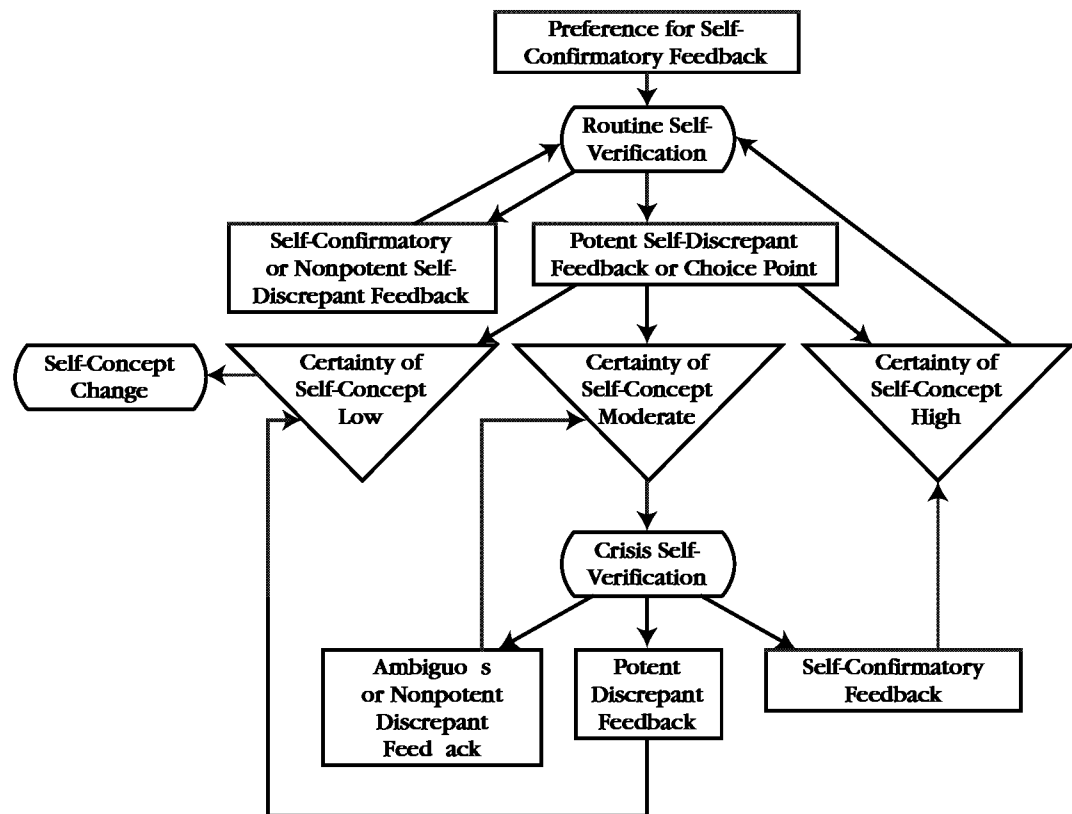 Preference for Self-
Confirmatory Feedback
Routine Self-
Verification
Self-Confirmatory
or Nonpotent Self-
Discrepant Feedback
Potent Self-Discrepant
Feedback or Choice Point
Self-Concept
Change
Certainty of
Self-Concept
Low
Certainty of
Self-Concept
Moderate
Certainty of
Self-Concept
High
Crisis Self-
Verification
Ambiguo s
or Nonpotent
Discrepant
Feed ack
Potent
Discrepant
Feedback
Self-Confirmatory
Feedback